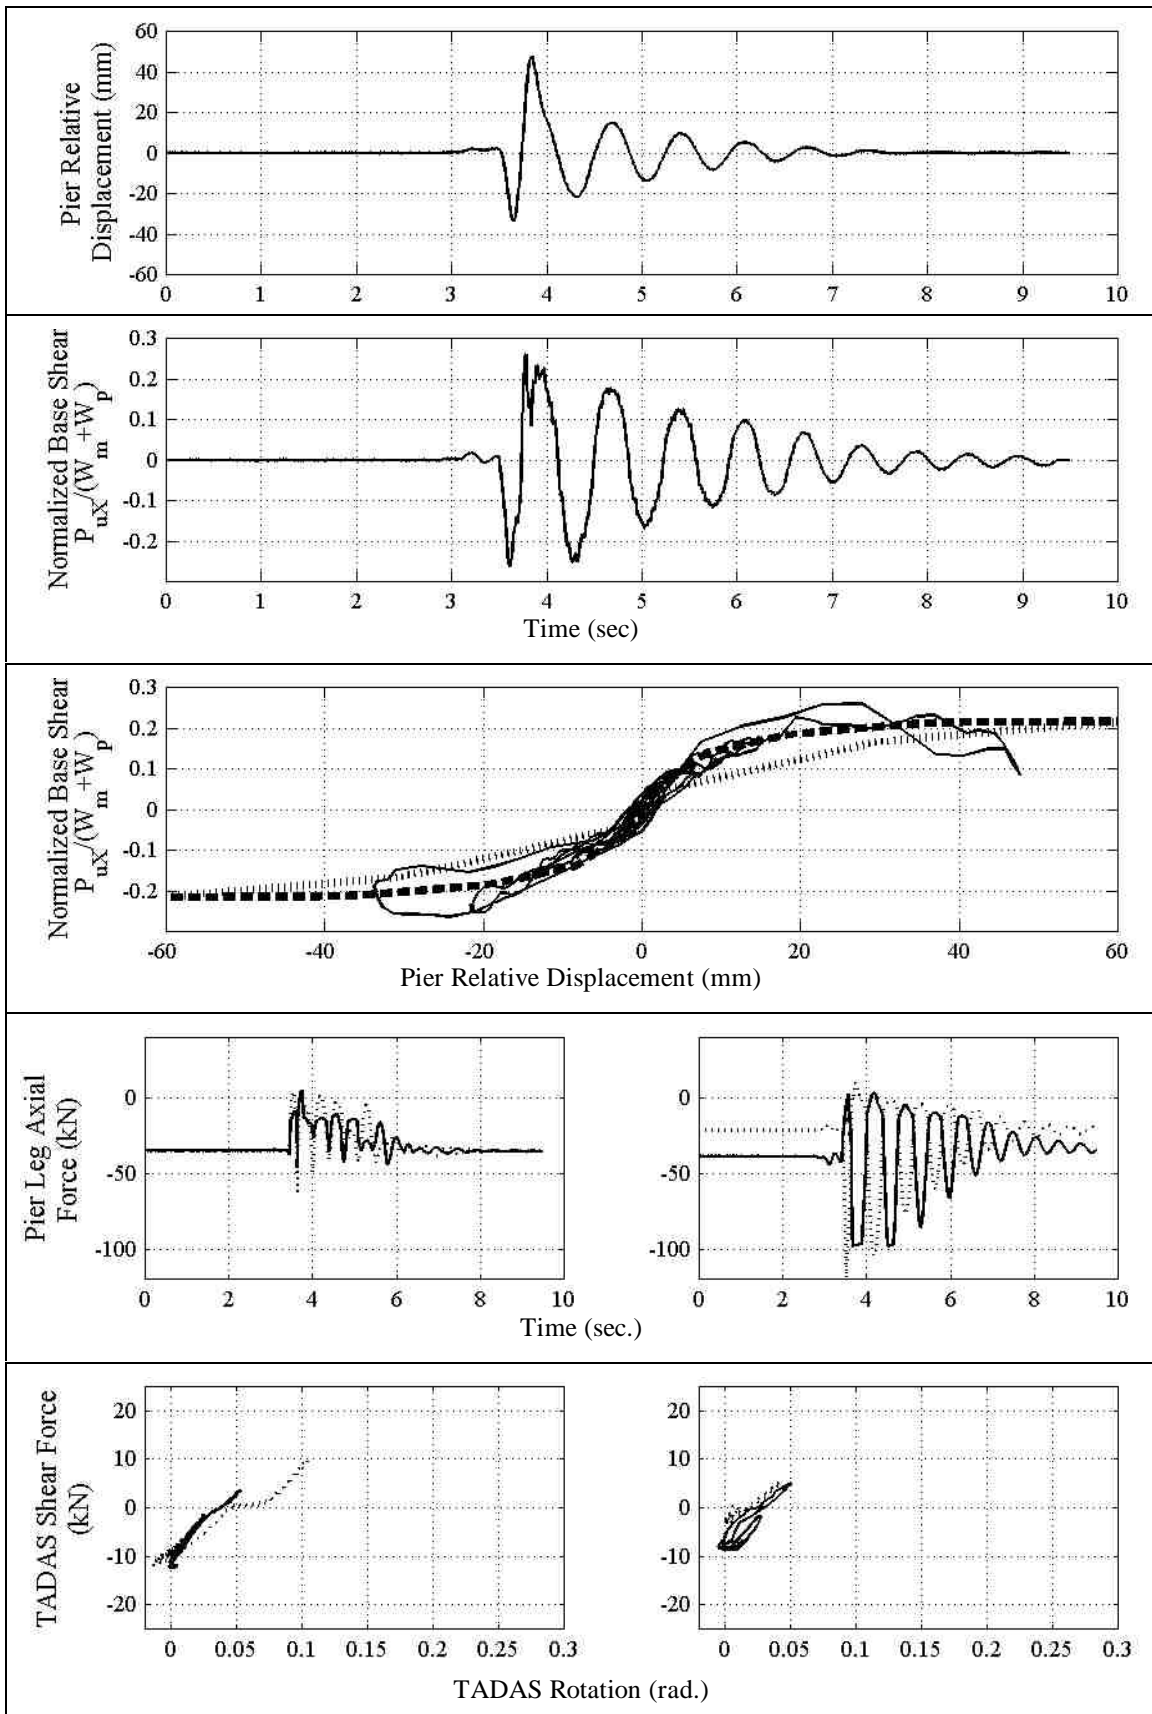 Pier Relative
Displacement (mm)
60
40
20
0
-20
-40
-60
0 1 2 3 4 5 6 7 8 9 10
Normalized Base Shear
P_uX/(W_m+W_p)
0.3
0.2
0.1
0
-0.1
-0.2
0 1 2 3 4 5 6 7 8 9 10
Time (sec)
Normalized Base Shear
P_uX/(W_m+W_p)
0.3
0.2
0.1
0
-0.1
-0.2
-60 -40 -20 0 20 40 60
Pier Relative Displacement (mm)
Pier Leg Axial
Force (kN)
0
-50
-100
0 2 4 6 8 10
0
-50
-100
0 2 4 6 8 10
Time (sec.)
TADAS Shear Force
(kN)
20
10
0
-10
-20
0 0.05 0.1 0.15 0.2 0.25 0.3
20
10
0
-10
-20
0 0.05 0.1 0.15 0.2 0.25 0.3
TADAS Rotation (rad.)